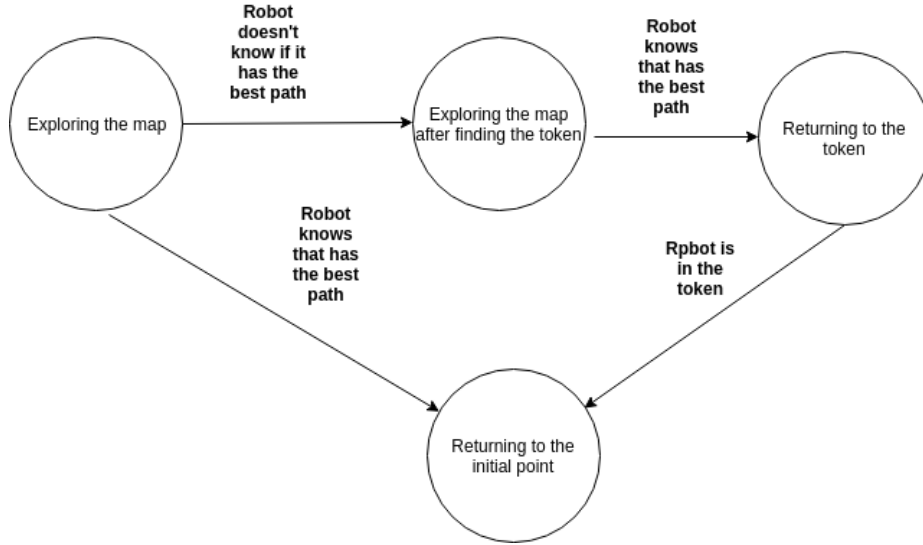 Robot
doesn't
know if it
has the
best path
Robot
knows
that has
the best
path
Exploring the map
Exploring the map
after finding the token
Returning to the
token
Robot
knows
that has
the best
path
Rpbot is
in the
token
Returning to the
initial point